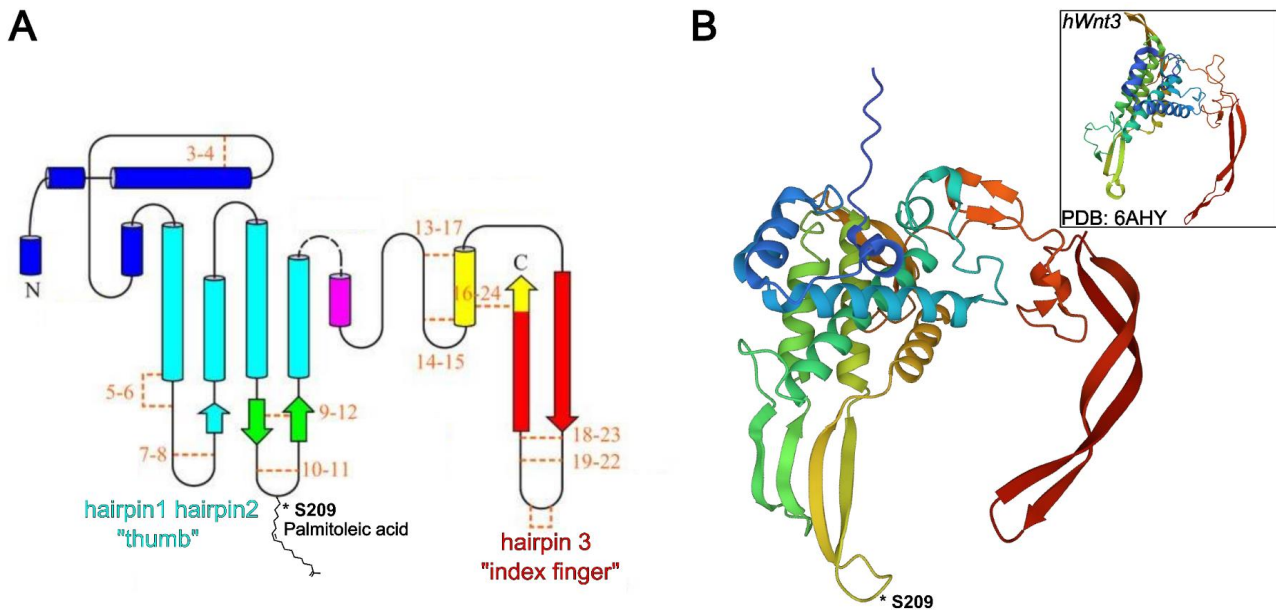 A
3-4
N
5-6
7-8
9-12
10-11
hairpin1 hairpin2
"thumb"
* S209
Palmitoleic acid
13-17
16-24
14-15
C
18-23
19-22
hairpin 3
"index finger"
B
hWnt3
PDB: 6AHY
* S209